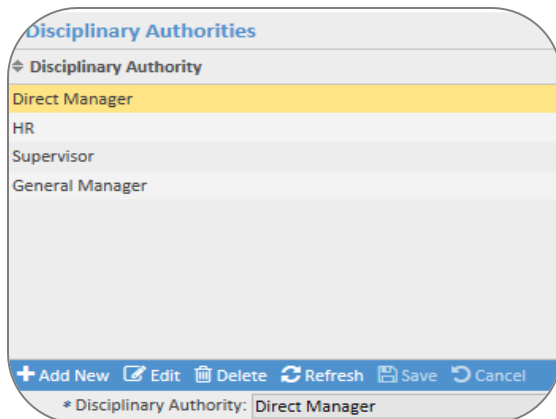 Disciplinary Authorities
Disciplinary Authority
Direct Manager
HR
Supervisor
General Manager
Add New Edit Delete Refresh Save Cancel
* Disciplinary Authority: Direct Manager